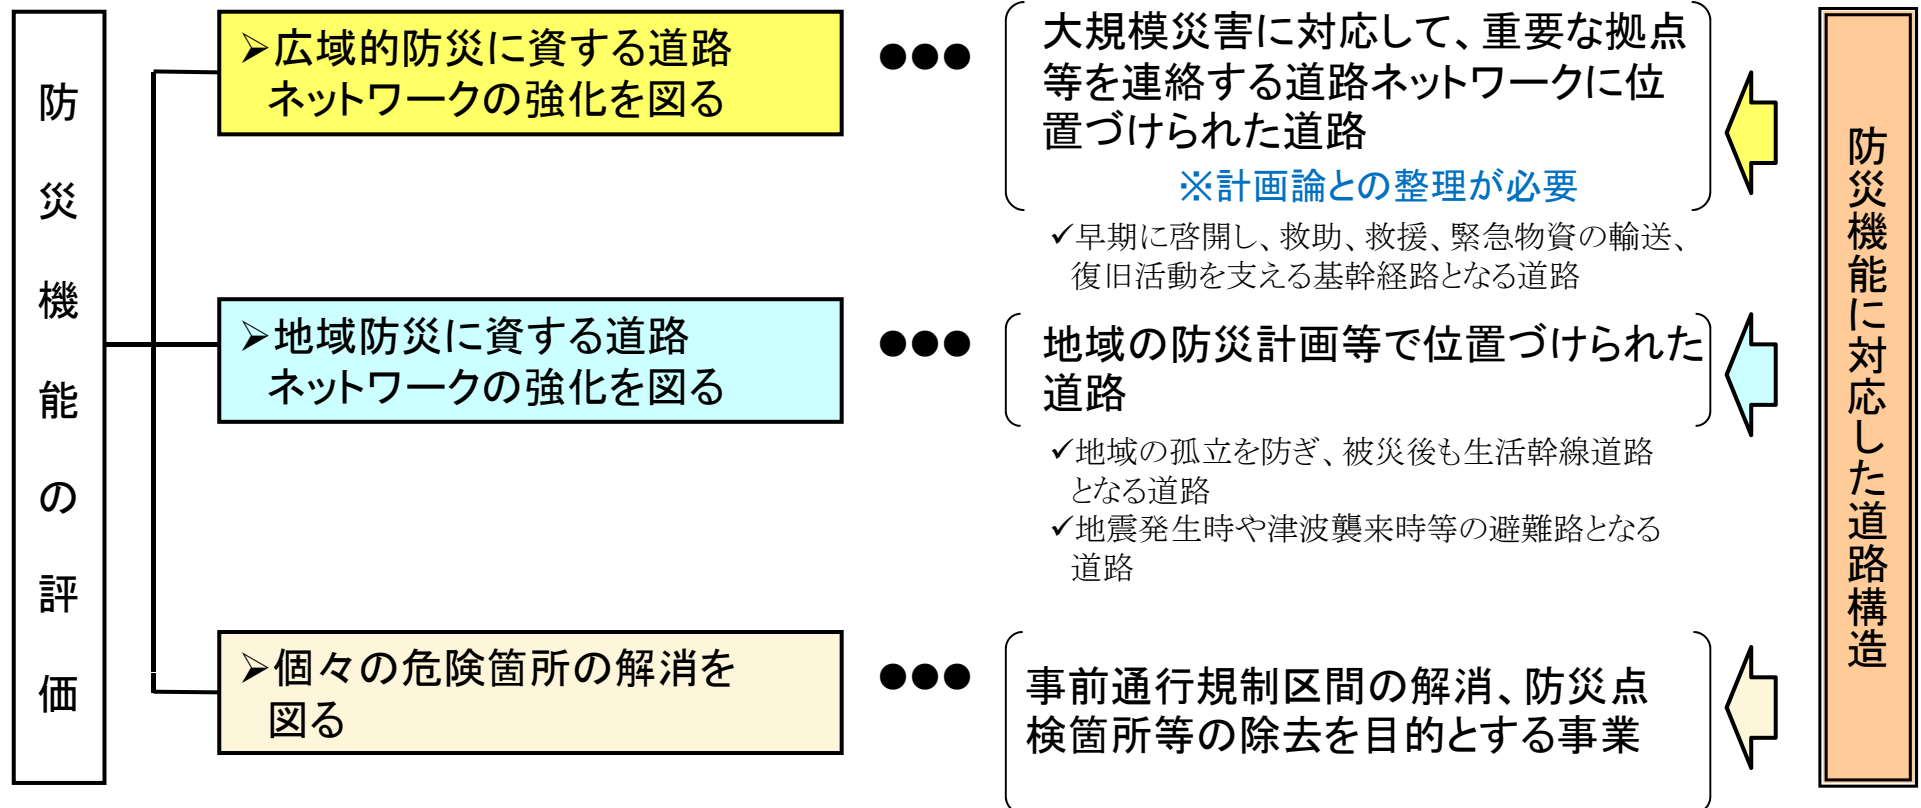 防災機能の評価
➢広域的防災に資する道路
ネットワークの強化を図る
●●●
大規模災害に対応して、重要な拠点
等を連絡する道路ネットワークに位
置づけられた道路
※計画論との整理が必要
✓早期に啓開し、救助、救援、緊急物資の輸送、
復旧活動を支える基幹経路となる道路
➢地域防災に資する道路
ネットワークの強化を図る
●●●
地域の防災計画等で位置づけられた
道路
✓地域の孤立を防ぎ、被災後も生活幹線道路
となる道路
✓地震発生時や津波襲来時等の避難路となる
道路
➢個々の危険箇所の解消を
図る
●●●
事前通行規制区間の解消、防災点
検箇所等の除去を目的とする事業
防災機能に対応した道路構造